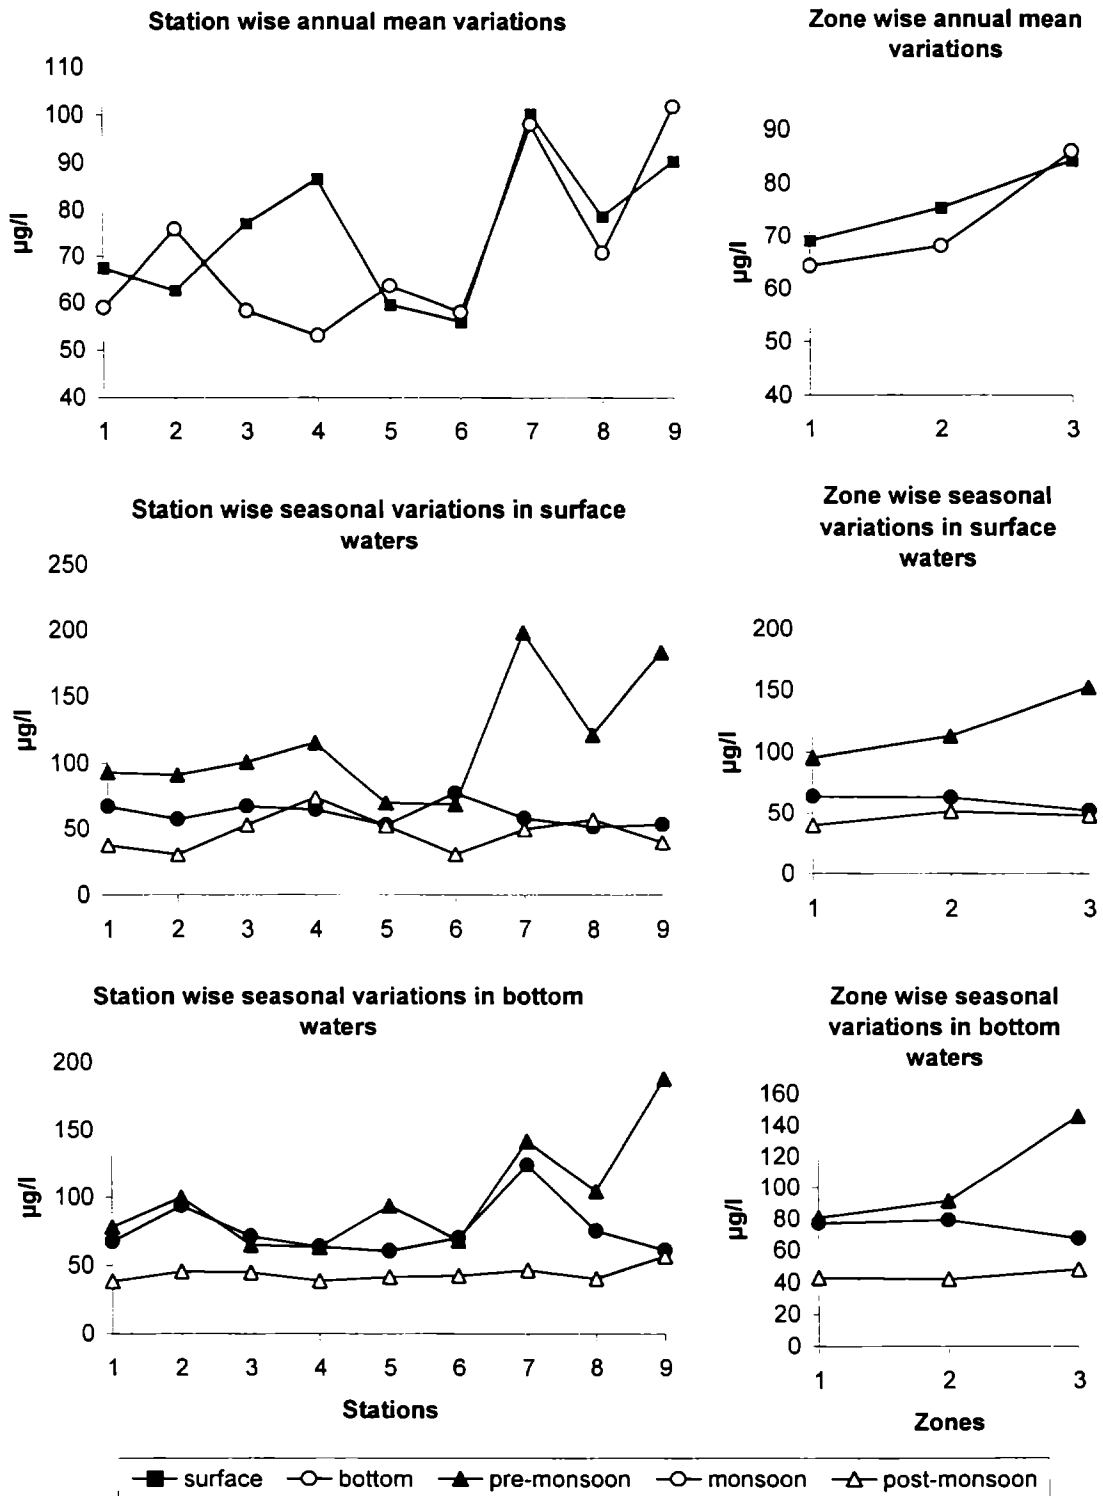 Station wise annual mean variations
110
100
90
80
70
60
50
40
µg/l
1 2 3 4 5 6 7 8 9
Zone wise annual mean
variations
90
80
70
60
50
40
µg/l
1 2 3
Station wise seasonal variations in surface
waters
250
200
150
100
50
0
µg/l
1 2 3 4 5 6 7 8 9
Zone wise seasonal
variations in surface
waters
200
150
100
50
0
µg/l
1 2 3
Station wise seasonal variations in bottom
waters
200
150
100
50
0
µg/l
1 2 3 4 5 6 7 8 9
Stations
Zone wise seasonal
variations in bottom
waters
160
140
120
100
80
60
40
20
0
µg/l
1 2 3
Zones
surface bottom pre-monsoon monsoon post-monsoon